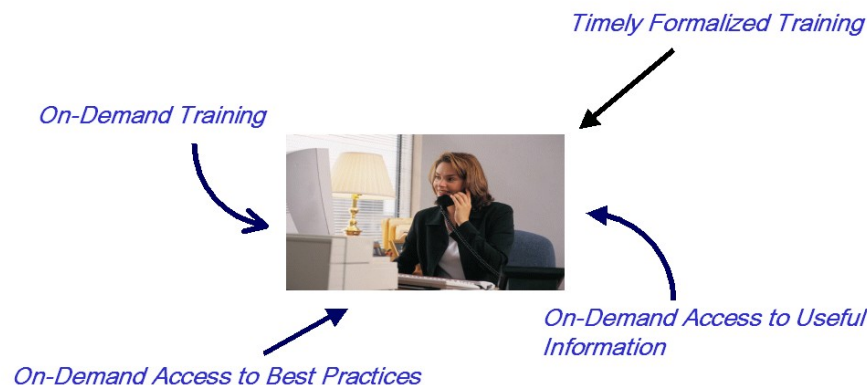 Timely Formalized Training
On-Demand Training
On-Demand Access to Useful
Information
On-Demand Access to Best Practices